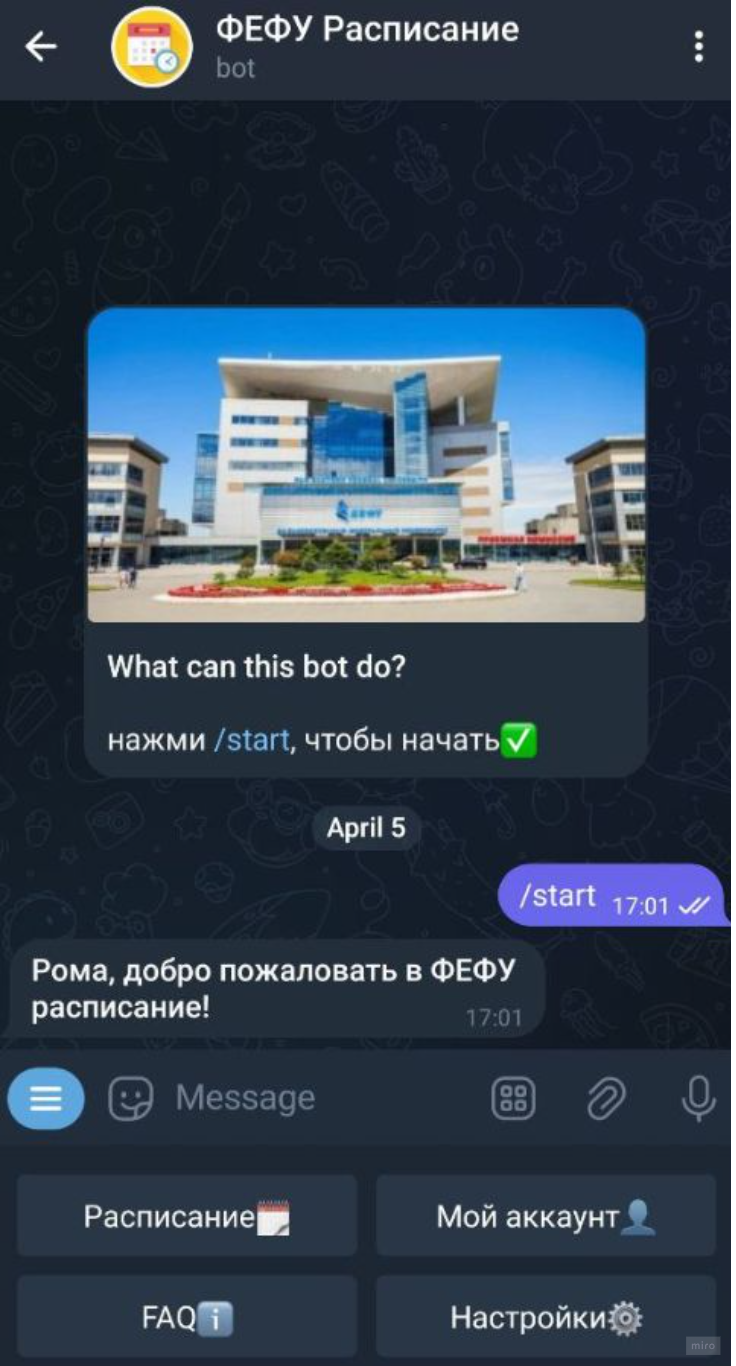 ФЕФУ Расписание
bot
What can this bot do?
нажми /start, чтобы начать✅
April 5
/start 17:01
Рома, добро пожаловать в ФЕФУ
расписание!
17:01
Message
Расписание🗓
Мой аккаунт👤
FAQℹ️
Настройки⚙️
miro